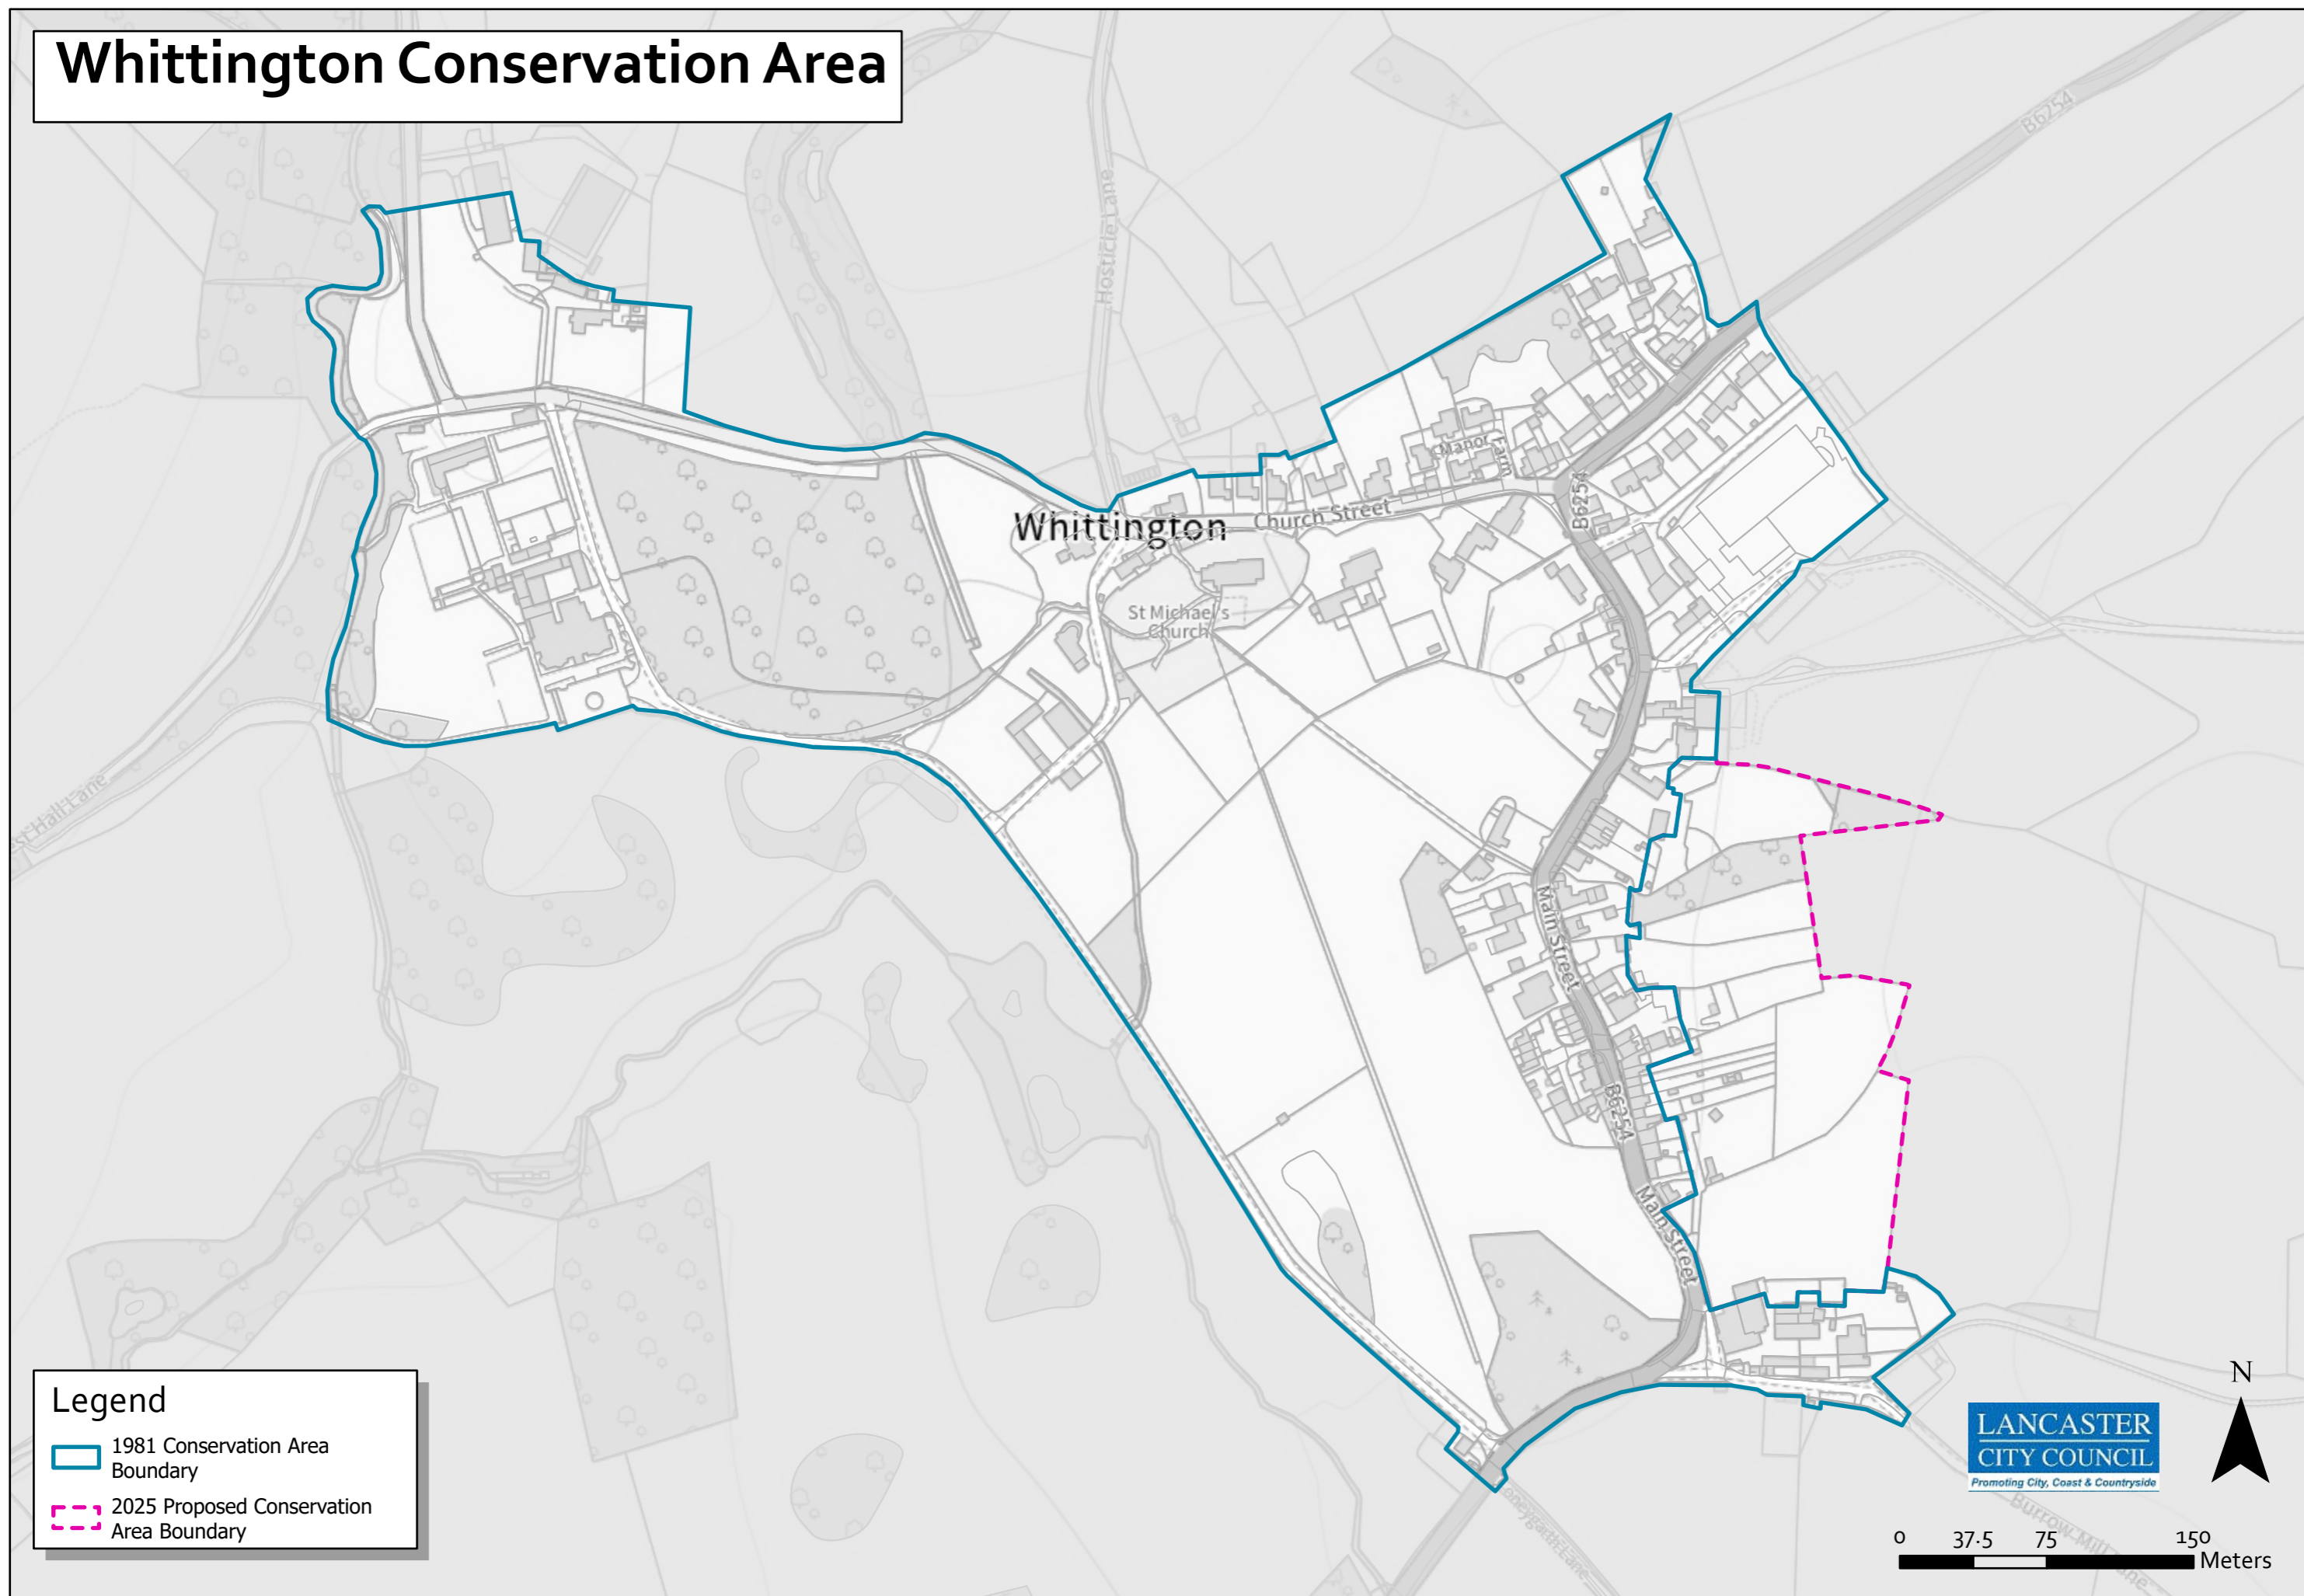 Whittington Conservation Area
B6254
Hosticle Lane
Manor Farm
B6254
Church Street
Whittington
St Michael's
Church
Main Street
B6254
Main Street
Hall Lane
Legend
1981 Conservation Area
Boundary
2025 Proposed Conservation
Area Boundary
N
LANCASTER
CITY COUNCIL
Promoting City, Coast & Countryside
0 37.5 75 150
Meters